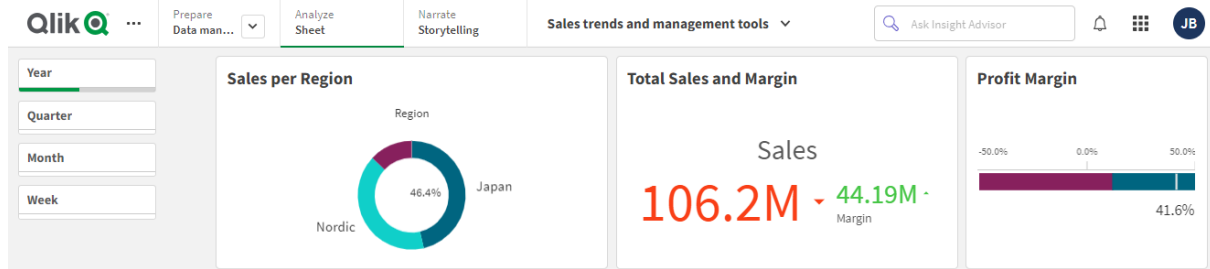 Qlik
Prepare
Data man...
Analyze
Sheet
Narrate
Storytelling
Sales trends and management tools
Ask Insight Advisor
JB
Year
Quarter
Month
Week
Sales per Region
Region
46.4%
Japan
Nordic
Total Sales and Margin
Sales
106.2M
44.19M
Margin
Profit Margin
-50.0% 0.0% 50.0%
41.6%